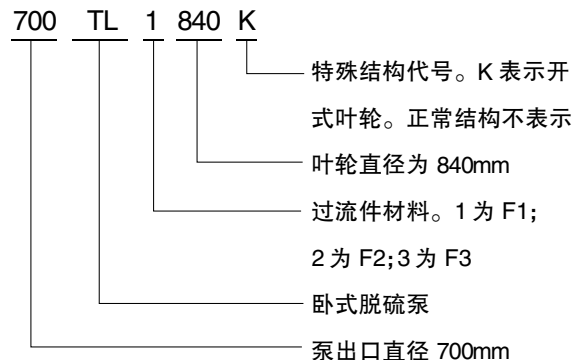 700 TL 1 840 K
特殊结构代号。K 表示开
式叶轮。正常结构不表示
叶轮直径为 840mm
过流件材料。1 为 F1;
2 为 F2;3 为 F3
卧式脱硫泵
泵出口直径 700mm